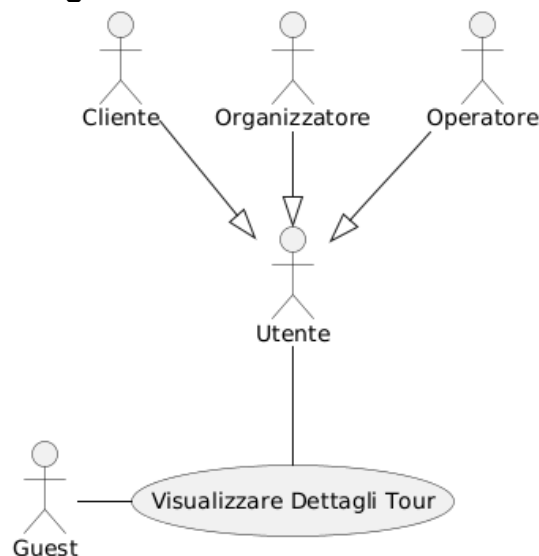 Cliente
Organizzatore
Operatore
Utente
Visualizzare Dettagli Tour
Guest